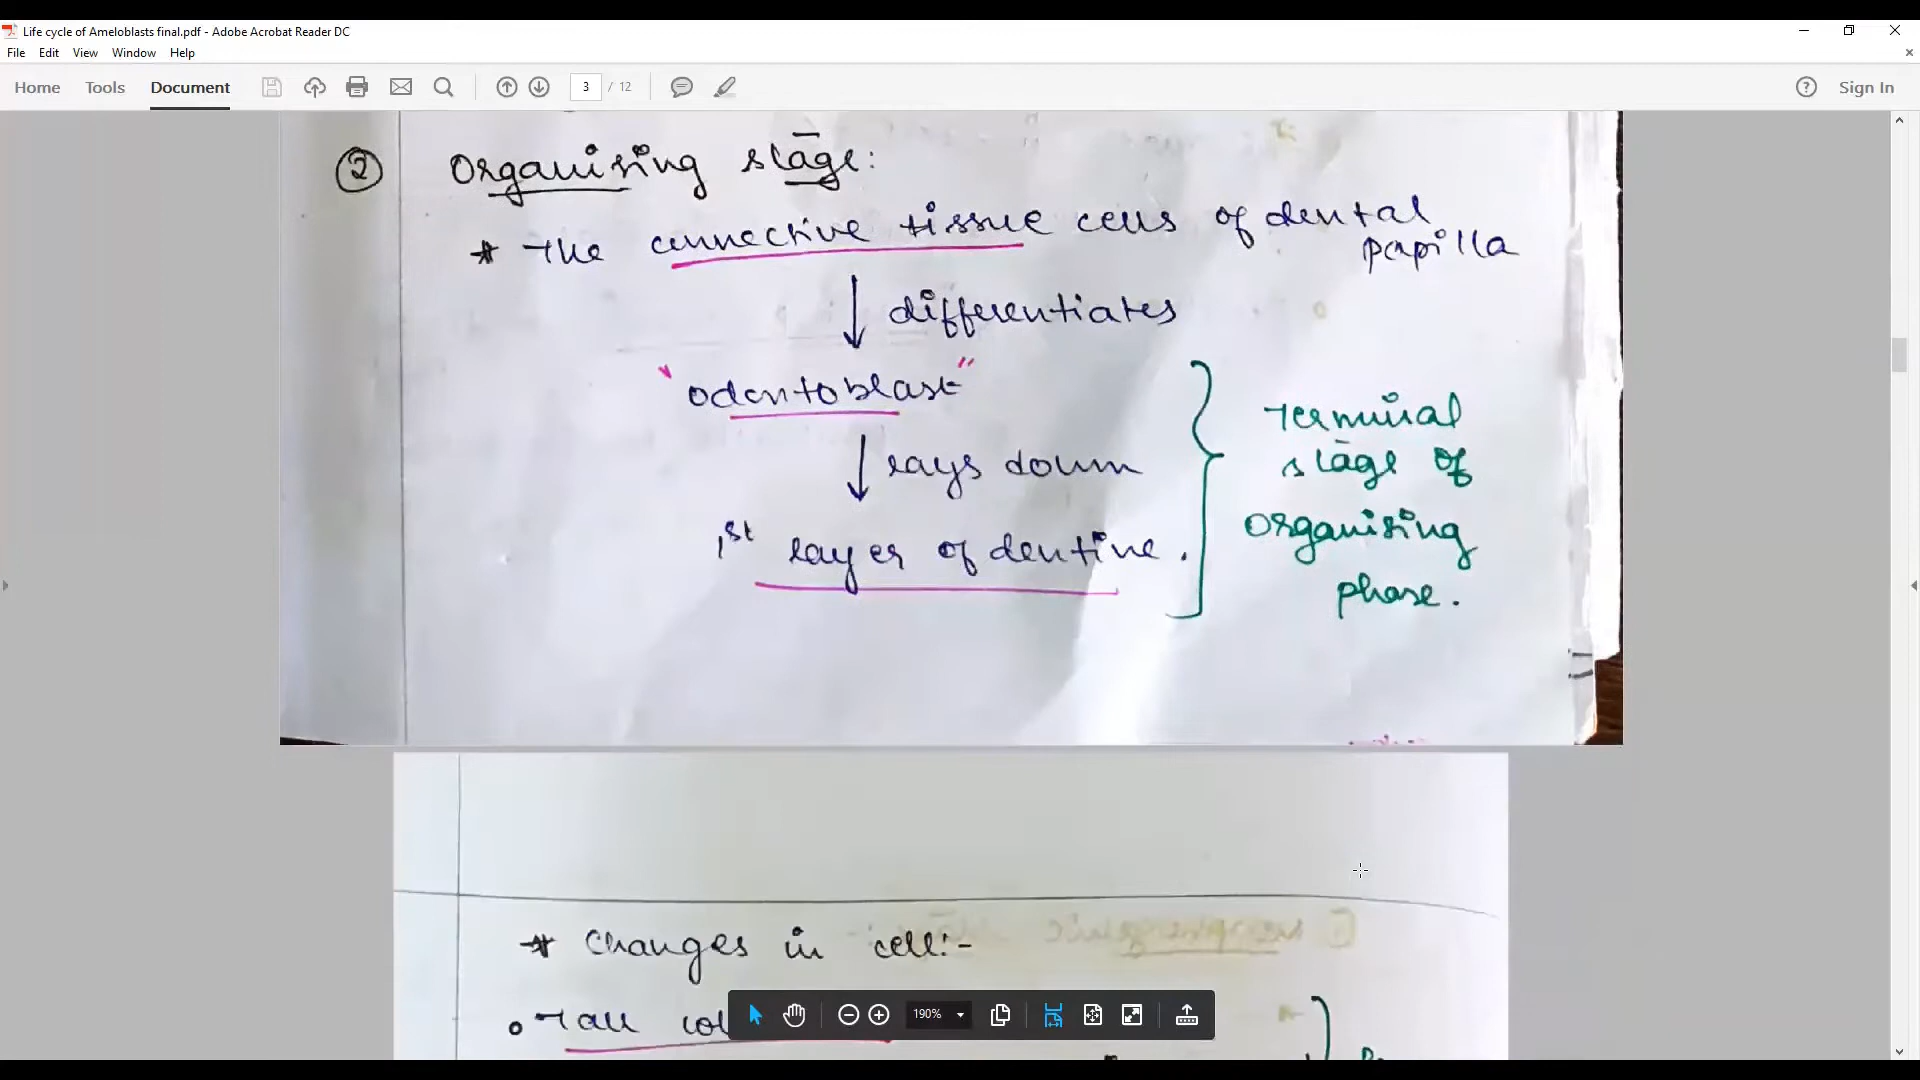 Life cycle of Ameloblasts final.pdf - Adobe Acrobat Reader DC
File Edit View Window Help
Home Tools Document 3 / 12 Sign In
② Organising stage:
* The connective tissue cells of dental papilla
↓ differentiates
"odontoblast"
↓ lays down
1st layer of dentine.
Terminal
stage of
organising
phase.
* Changes in cell:-
Tall
190%